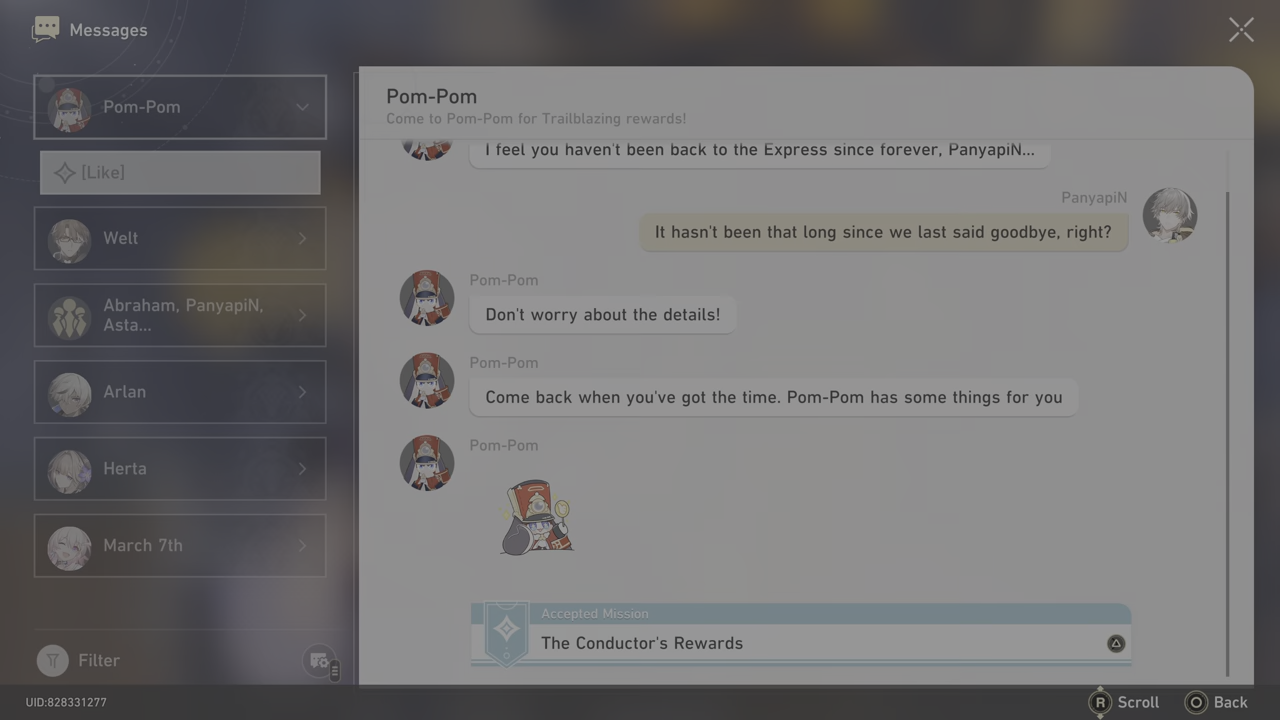 Messages
Pom-Pom
[Like]
Welt
Abraham, PanyapiN,
Asta...
Arlan
Herta
March 7th
Filter
Pom-Pom
Come to Pom-Pom for Trailblazing rewards!
I feel you haven't been back to the Express since forever, PanyapiN...
PanyapiN
It hasn't been that long since we last said goodbye, right?
Pom-Pom
Don't worry about the details!
Pom-Pom
Come back when you've got the time. Pom-Pom has some things for you
Pom-Pom
Accepted Mission
The Conductor's Rewards
UID:828331277
R Scroll
Back